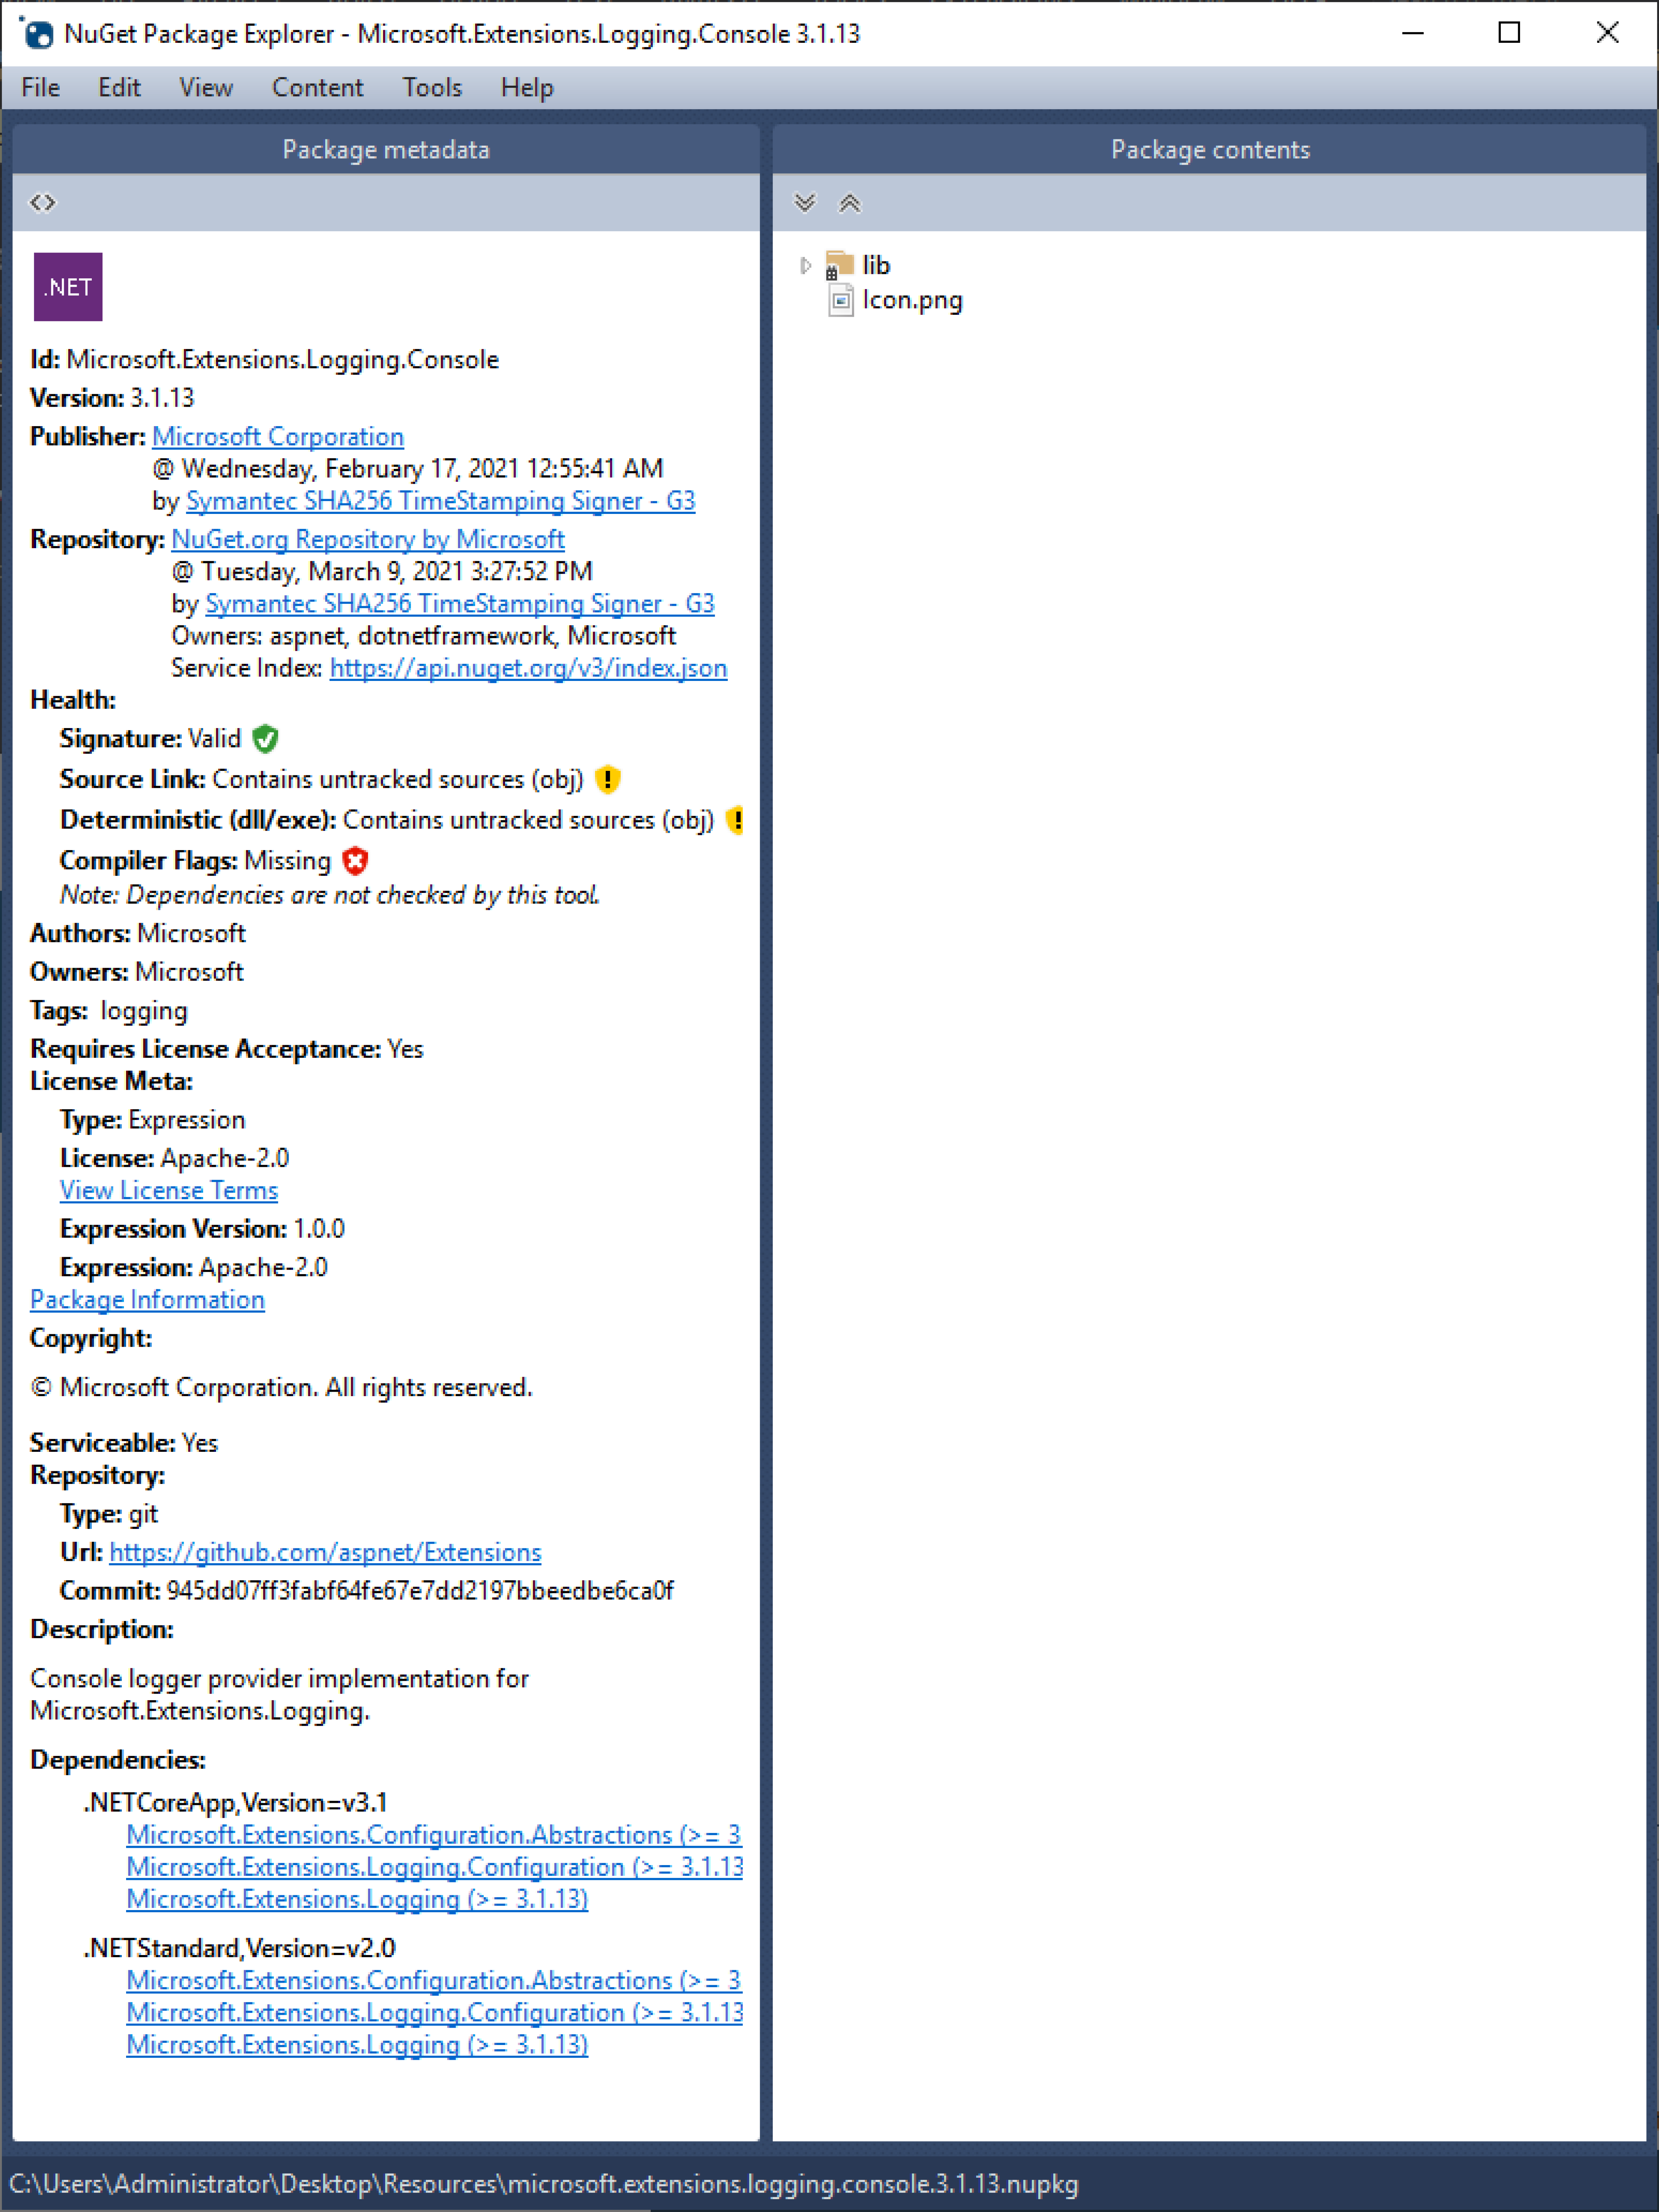 NuGet Package Explorer - Microsoft.Extensions.Logging.Console 3.1.13
File Edit View Content Tools Help
Package metadata
.NET
Id: Microsoft.Extensions.Logging.Console
Version: 3.1.13
Publisher: Microsoft Corporation
@ Wednesday, February 17, 2021 12:55:41 AM
by Symantec SHA256 TimeStamping Signer - G3
Repository: NuGet.org Repository by Microsoft
@ Tuesday, March 9, 2021 3:27:52 PM
by Symantec SHA256 TimeStamping Signer - G3
Owners: aspnet, dotnetframework, Microsoft
Service Index: https://api.nuget.org/v3/index.json
Health:
Signature: Valid
Source Link: Contains untracked sources (obj)
Deterministic (dll/exe): Contains untracked sources (obj)
Compiler Flags: Missing
Note: Dependencies are not checked by this tool.
Authors: Microsoft
Owners: Microsoft
Tags: logging
Requires License Acceptance: Yes
License Meta:
Type: Expression
License: Apache-2.0
View License Terms
Expression Version: 1.0.0
Expression: Apache-2.0
Package Information
Copyright:
© Microsoft Corporation. All rights reserved.
Serviceable: Yes
Repository:
Type: git
Url: https://github.com/aspnet/Extensions
Commit: 945dd07ff3fabf64fe67e7dd2197bbeedbe6ca0f
Description:
Console logger provider implementation for
Microsoft.Extensions.Logging.
Dependencies:
.NETCoreApp,Version=v3.1
Microsoft.Extensions.Configuration.Abstractions (>= 3
Microsoft.Extensions.Logging.Configuration (>= 3.1.13
Microsoft.Extensions.Logging (>= 3.1.13)
.NETStandard,Version=v2.0
Microsoft.Extensions.Configuration.Abstractions (>= 3
Microsoft.Extensions.Logging.Configuration (>= 3.1.13
Microsoft.Extensions.Logging (>= 3.1.13)
Package contents
lib
Icon.png
C:\Users\Administrator\Desktop\Resources\microsoft.extensions.logging.console.3.1.13.nupkg